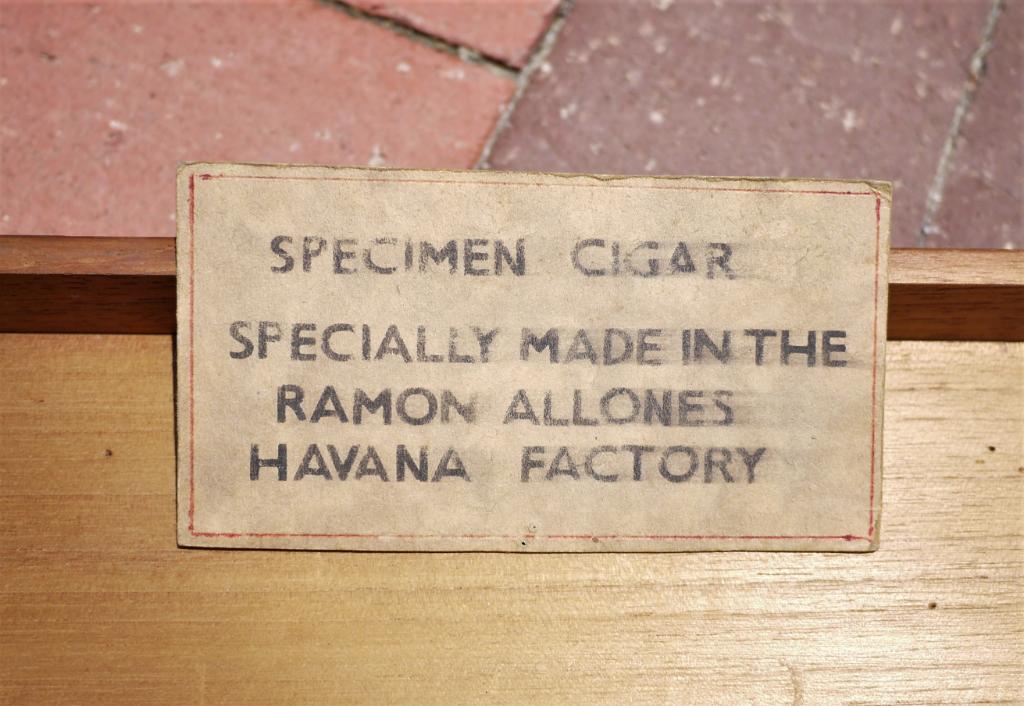 SPECIMEN CIGAR
SPECIALLY MADE IN THE
RAMON ALLONES
HAVANA FACTORY